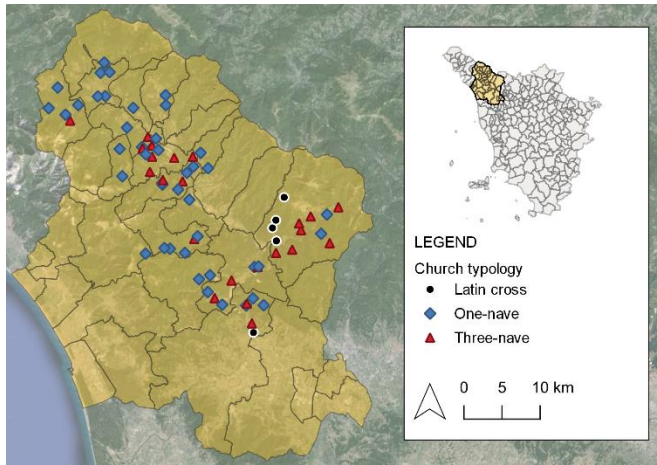 LEGEND
Church typology
Latin cross
One-nave
Three-nave
0 5 10 km